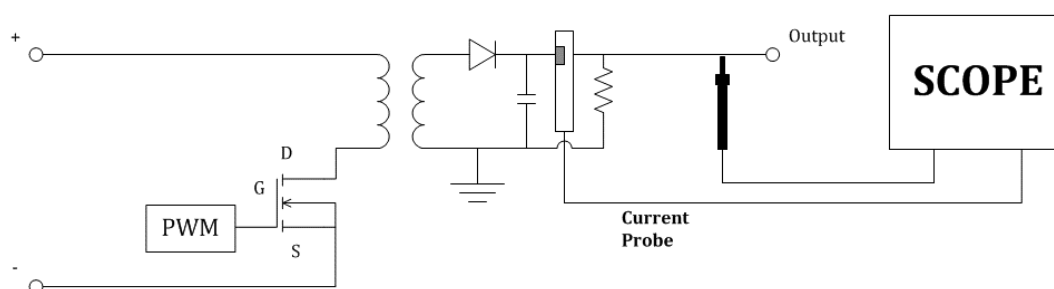 +
Output
SCOPE
D
G
PWM
S
Current
Probe
-